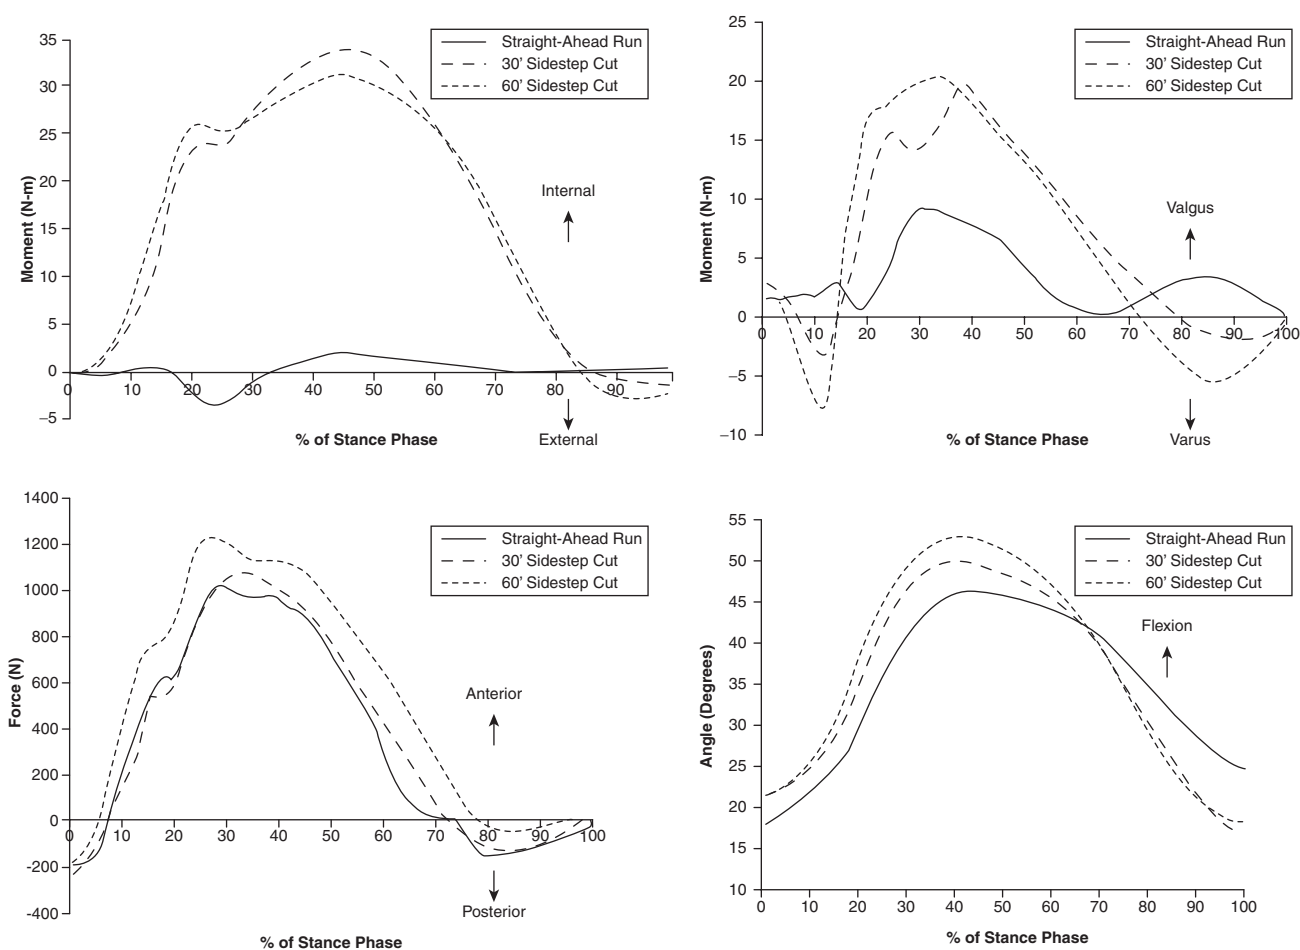 35
30
25
20
15
10
5
0
−5
Moment (N-m)
Straight-Ahead Run
30' Sidestep Cut
60' Sidestep Cut
Internal
External
0 10 20 30 40 50 60 70 80 90
% of Stance Phase
25
20
15
10
5
0
−5
−10
Moment (N-m)
Straight-Ahead Run
30' Sidestep Cut
60' Sidestep Cut
Valgus
Varus
0 10 20 30 40 50 60 70 80 90 100
% of Stance Phase
1400
1200
1000
800
600
400
200
0
-200
-400
Force (N)
Straight-Ahead Run
30' Sidestep Cut
60' Sidestep Cut
Anterior
Posterior
0 10 20 30 40 50 60 70 80 90 100
% of Stance Phase
55
50
45
40
35
30
25
20
15
10
Angle (Degrees)
Straight-Ahead Run
30' Sidestep Cut
60' Sidestep Cut
Flexion
0 10 20 30 40 50 60 70 80 90 100
% of Stance Phase